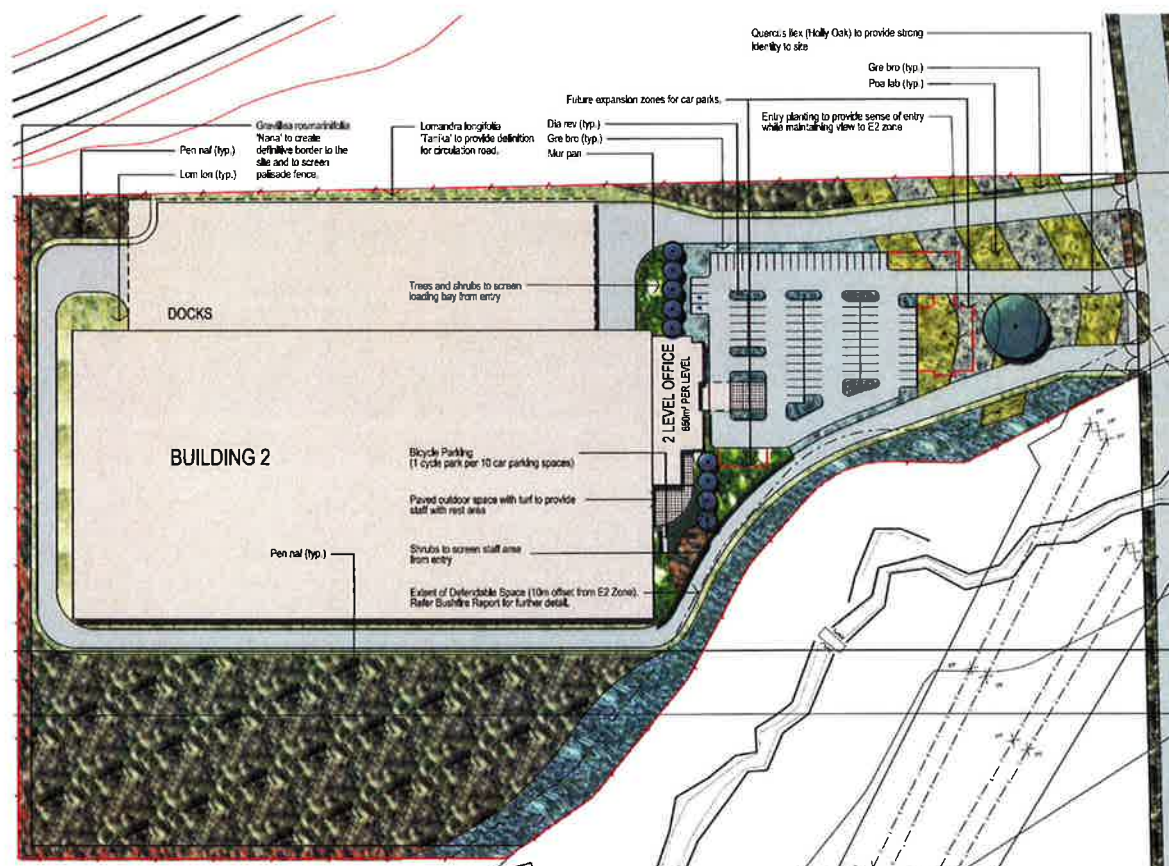 Quercus Ilex (Holly Oak) to provide strong
Identity to site
Gre bro (typ.)
Poa lab (typ.)
Future expansion zones for car parks.
Entry planting to provide sense of entry
while maintaining view to E2 zone
Grevillea rosmarinifolia
'Nana' to create
definitive border to the
site and to screen
palisade fence.
Pen naf (typ.)
Lom lon (typ.)
Lomandra longifolia
'Tanika' to provide definition
for circulation road.
Dia rev (typ.)
Gre bro (typ.)
Mur pan
Trees and shrubs to screen
loading bay from entry
DOCKS
2 LEVEL OFFICE
650m² PER LEVEL
BUILDING 2
Bicycle Parking
(1 cycle park per 10 car parking spaces)
Paved outdoor space with turf to provide
staff with rest area
Pen naf (typ.)
Shrubs to screen staff area
from entry
Extent of Defendable Space (10m offset from E2 Zone).
Refer Bushfire Report for further detail.